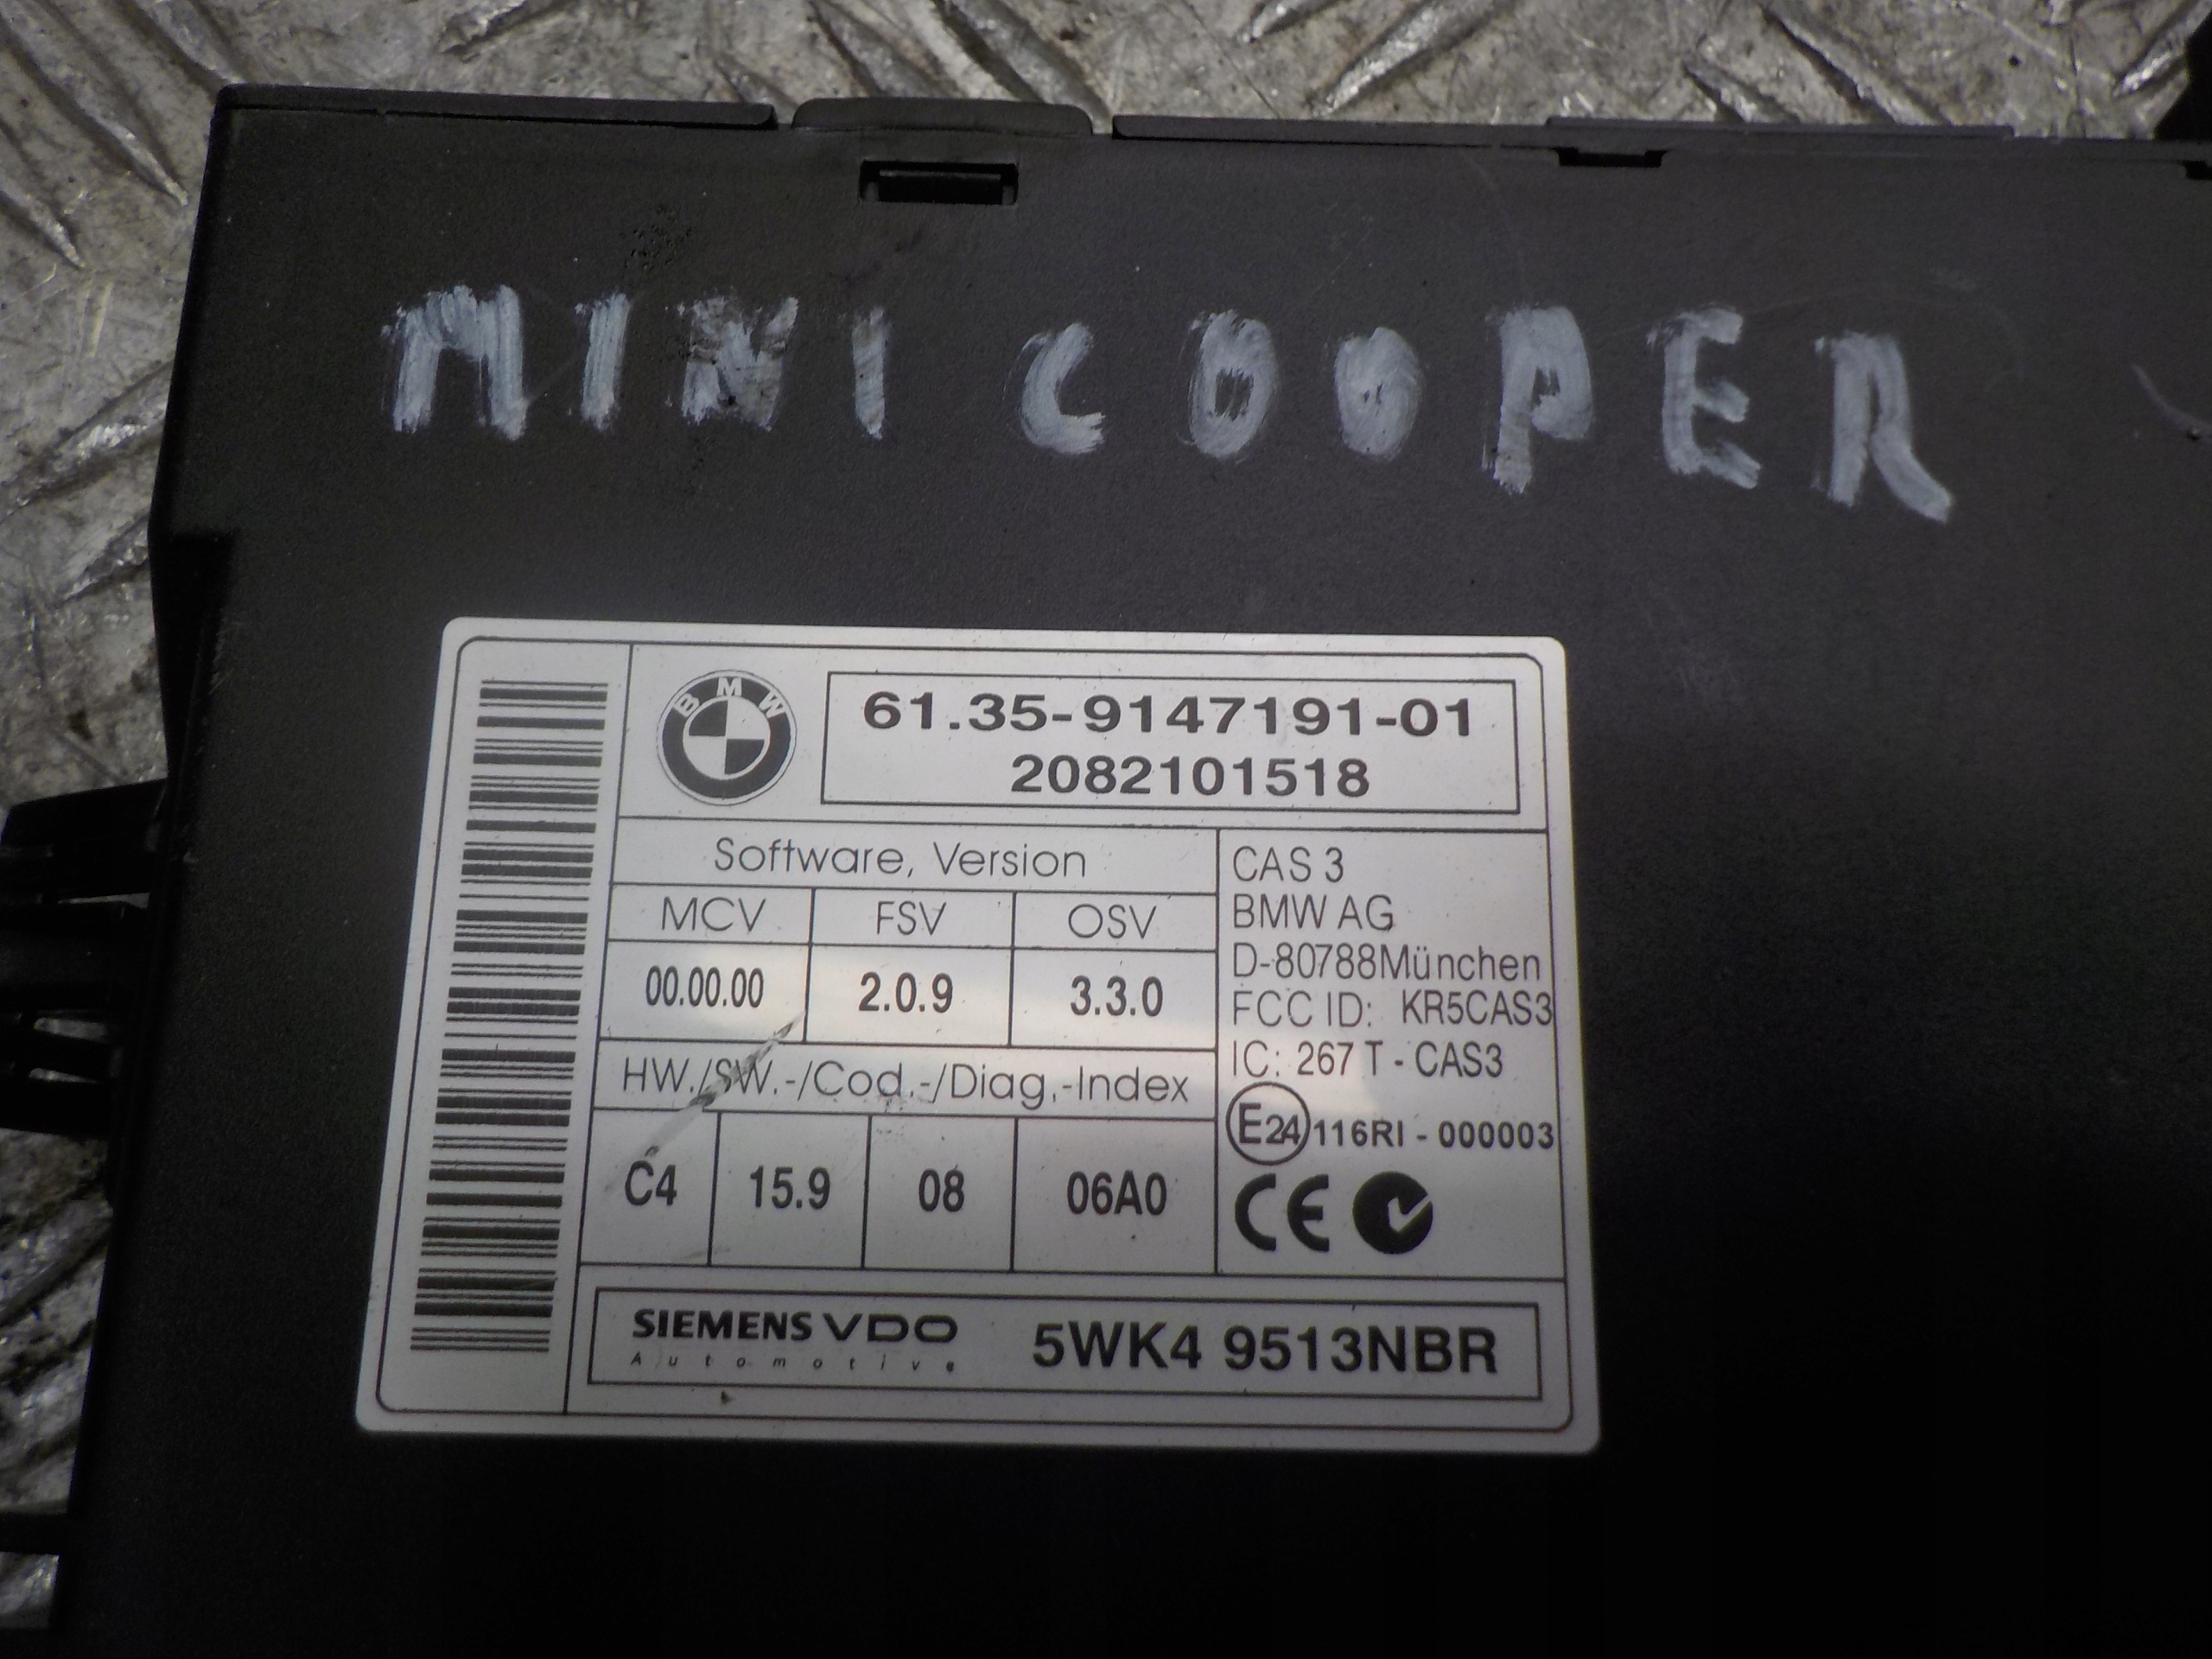 MINI COOPER
BMW
61.35-9147191-01
2082101518
Software, Version
MCV FSV OSV
00.00.00 2.0.9 3.3.0
HW./SW.-/Cod.-/Diag.-Index
C4 15.9 08 06A0
CAS 3
BMW AG
D-80788München
FCC ID: KR5CAS3
IC: 267 T - CAS3
E24 116RI - 000003
CE
SIEMENS VDO
Automotive
5WK4 9513NBR